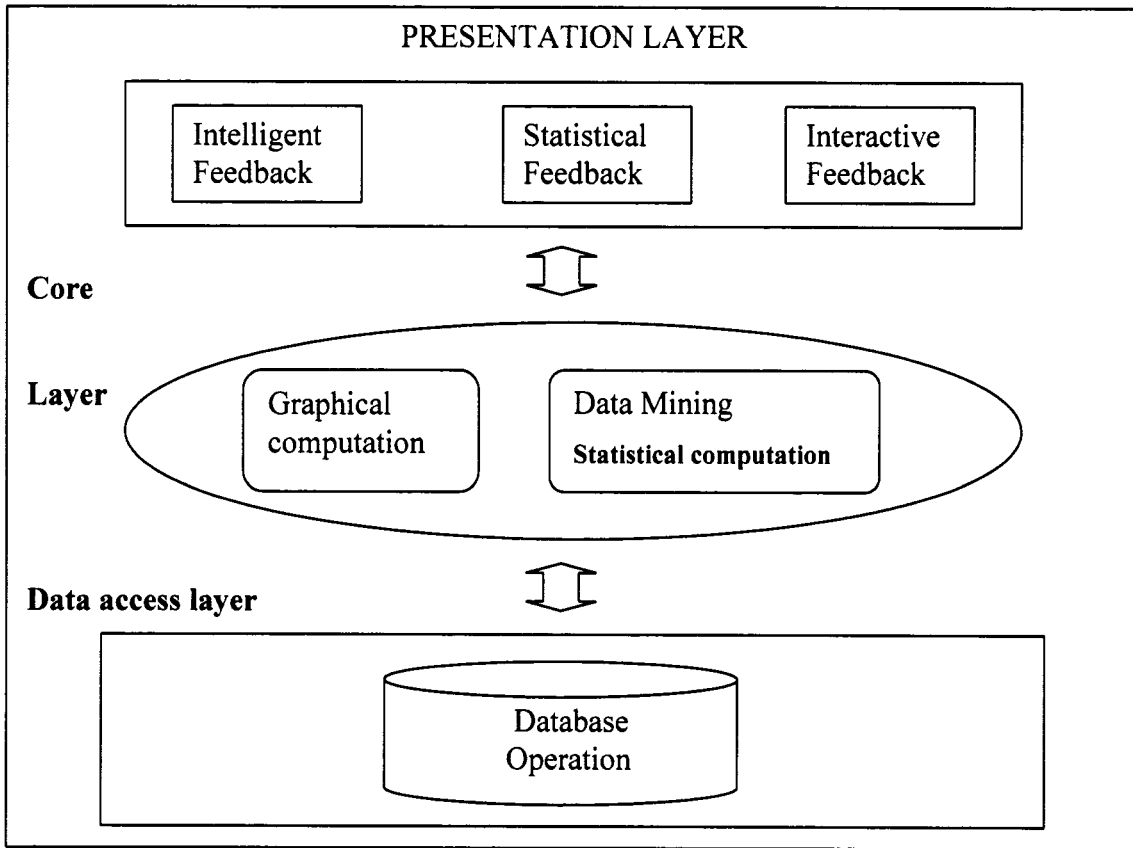 PRESENTATION LAYER
Intelligent
Feedback
Statistical
Feedback
Interactive
Feedback
Core
Layer
Graphical
computation
Data Mining
Statistical computation
Data access layer
Database
Operation